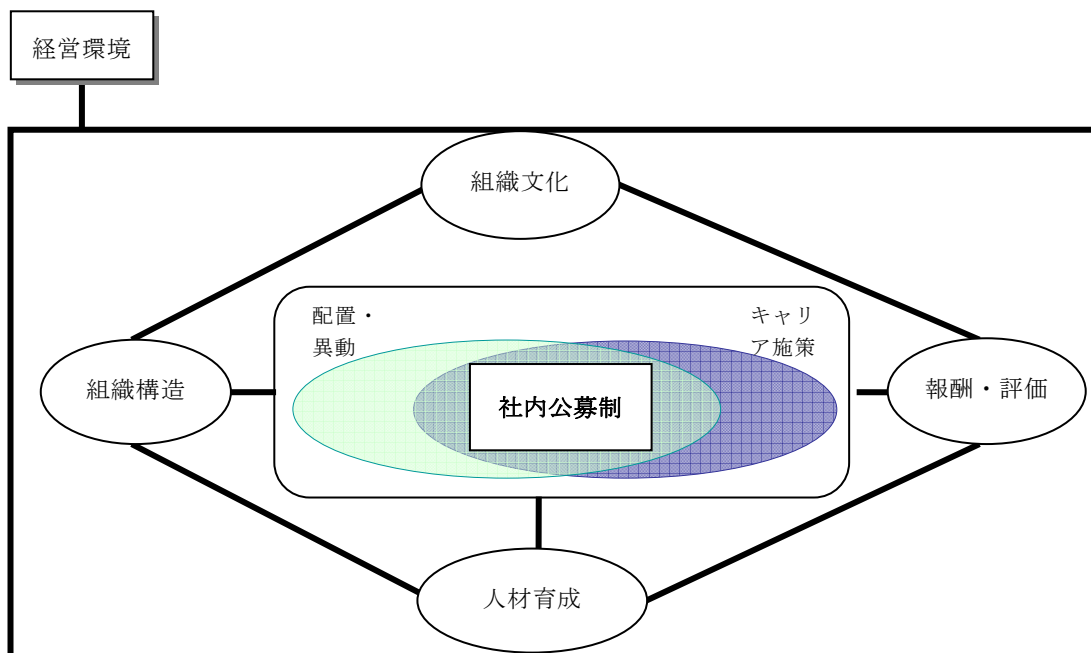 経営環境
組織文化
配置・
異動
キャリ
ア施策
組織構造
社内公募制
報酬・評価
人材育成